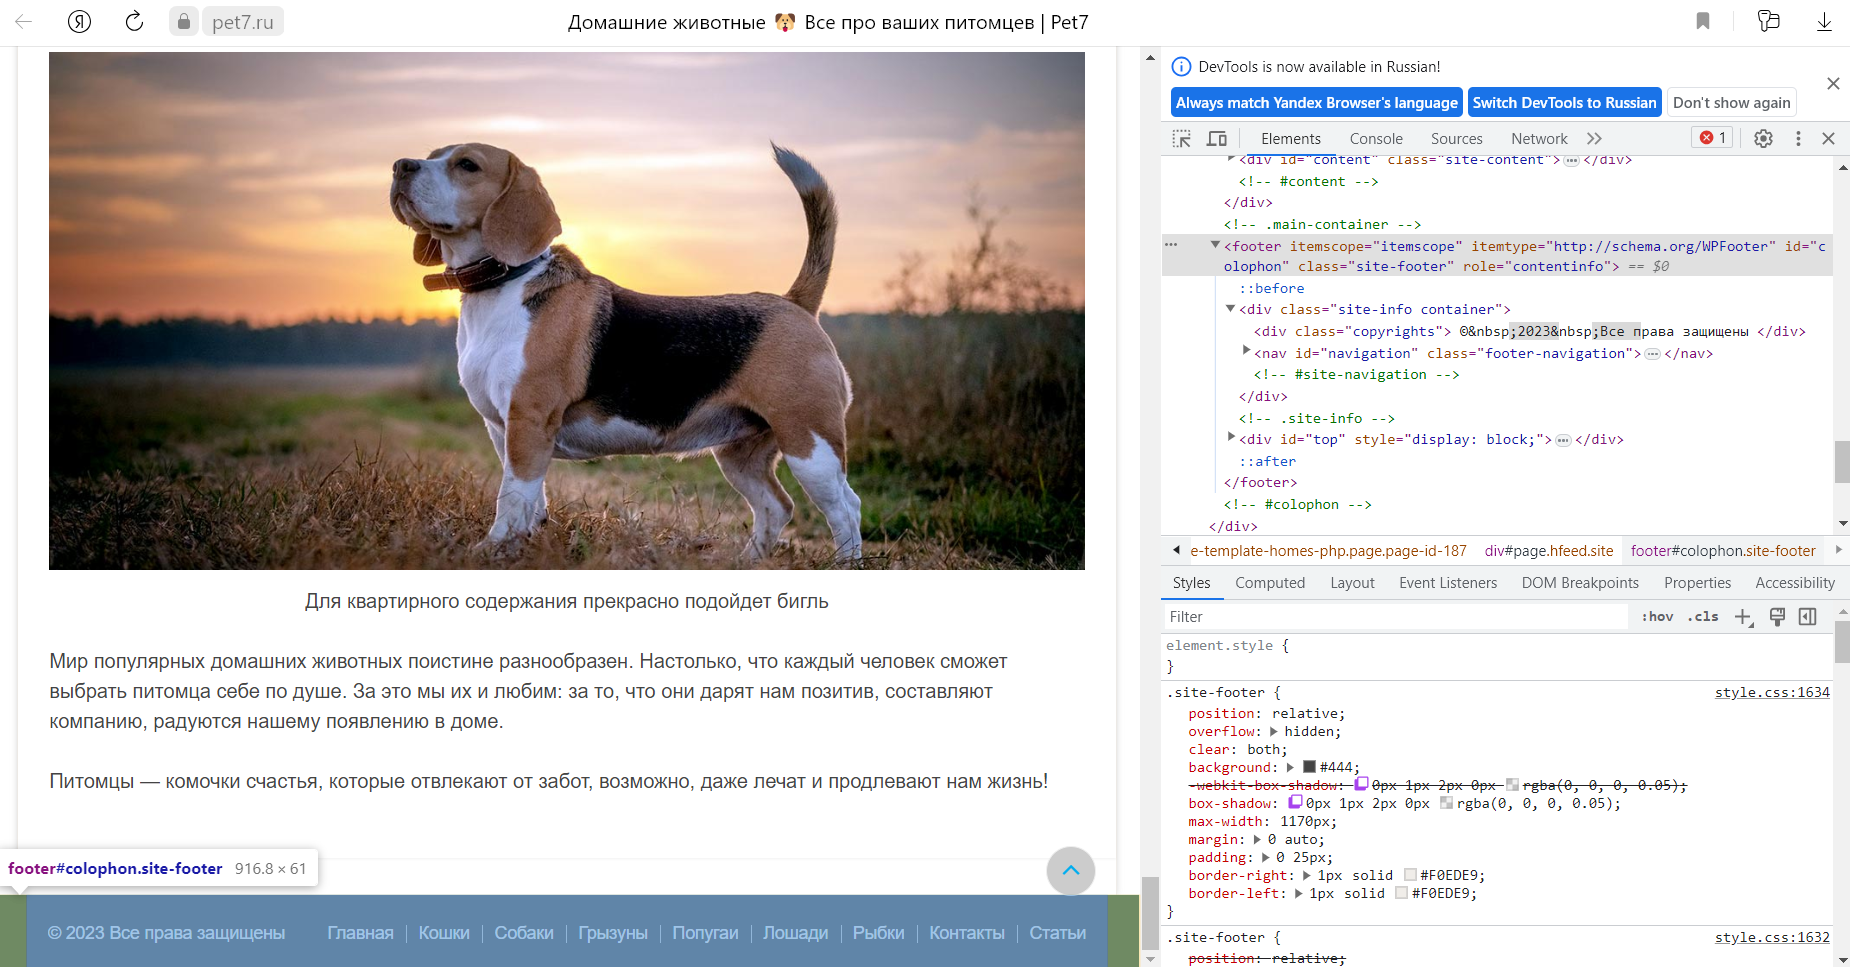 Я
pet7.ru
Домашние животные 🐶 Все про ваших питомцев | Pet7
Для квартирного содержания прекрасно подойдет бигль
Мир популярных домашних животных поистине разнообразен. Настолько, что каждый человек сможет
выбрать питомца себе по душе. За это мы их и любим: за то, что они дарят нам позитив, составляют
компанию, радуются нашему появлению в доме.
Питомцы — комочки счастья, которые отвлекают от забот, возможно, даже лечат и продлевают нам жизнь!
footer#colophon.site-footer 916.8 × 61
© 2023 Все права защищены Главная Кошки Собаки Грызуны Попугаи Лошади Рыбки Контакты Статьи
DevTools is now available in Russian!
Always match Yandex Browser's language Switch DevTools to Russian Don't show again
Elements Console Sources Network 1
<div id="content" class="site-content"> … </div>
<!-- #content -->
</div>
<!-- .main-container -->
<footer itemscope="itemscope" itemtype="http://schema.org/WPFooter" id="c
olophon" class="site-footer" role="contentinfo"> == $0
::before
<div class="site-info container">
<div class="copyrights"> ©&nbsp;2023&nbsp;Все права защищены </div>
<nav id="navigation" class="footer-navigation"> … </nav>
<!-- #site-navigation -->
</div>
<!-- .site-info -->
<div id="top" style="display: block;"> … </div>
::after
</footer>
<!-- #colophon -->
</div>
e-template-homes-php.page.page-id-187 div#page.hfeed.site footer#colophon.site-footer
Styles Computed Layout Event Listeners DOM Breakpoints Properties Accessibility
Filter :hov .cls
element.style {
}
.site-footer { style.css:1634
position: relative;
overflow: hidden;
clear: both;
background: #444;
-webkit-box-shadow: 0px 1px 2px 0px rgba(0, 0, 0, 0.05);
box-shadow: 0px 1px 2px 0px rgba(0, 0, 0, 0.05);
max-width: 1170px;
margin: 0 auto;
padding: 0 25px;
border-right: 1px solid #F0EDE9;
border-left: 1px solid #F0EDE9;
}
.site-footer { style.css:1632
position: relative;